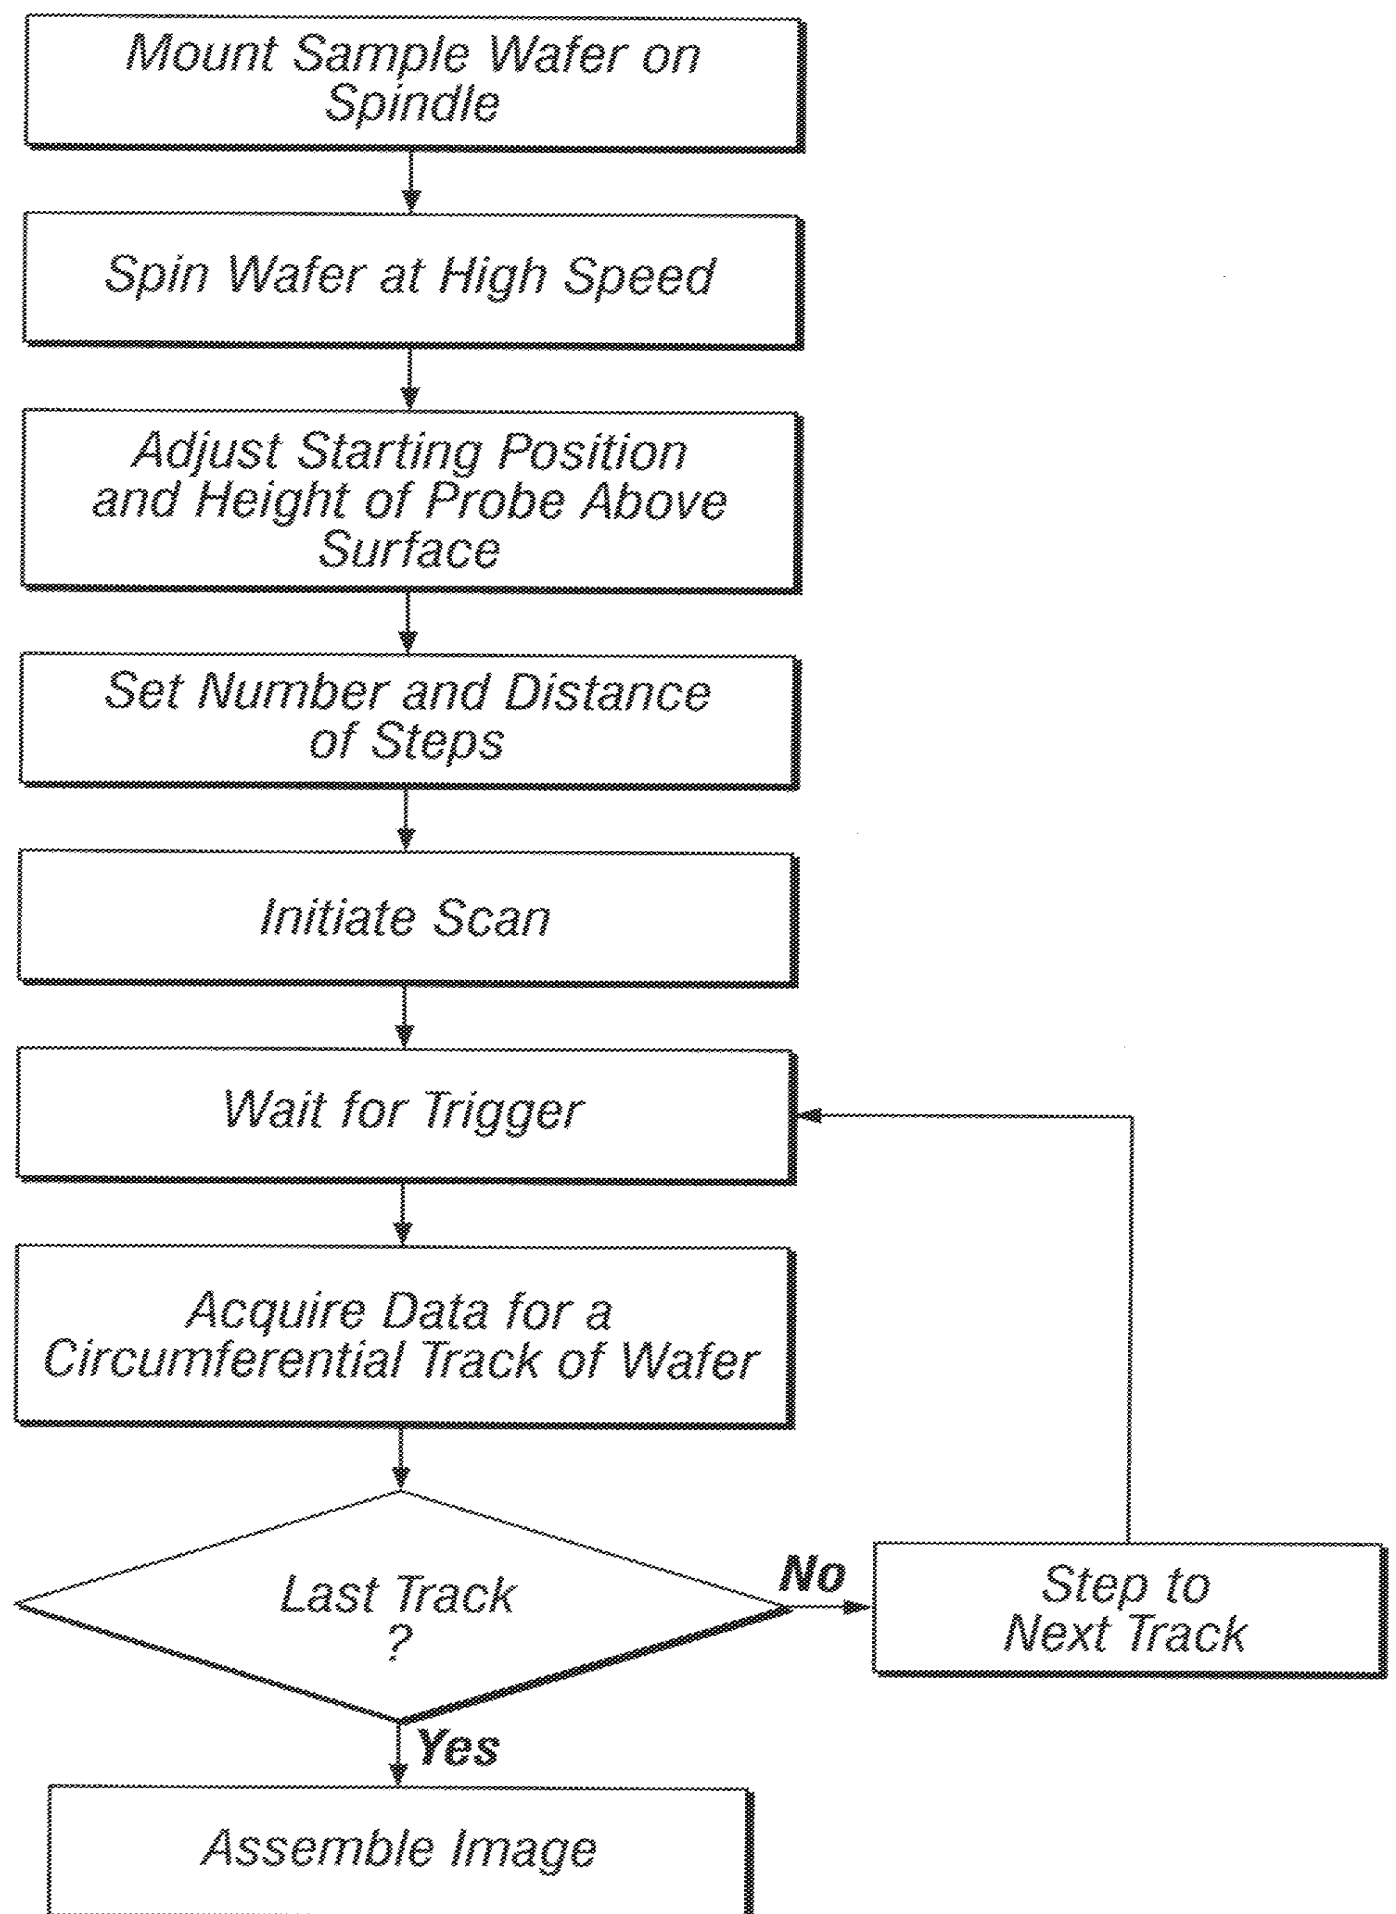 Mount Sample Wafer on
Spindle
Spin Wafer at High Speed
Adjust Starting Position
and Height of Probe Above
Surface
Set Number and Distance
of Steps
Initiate Scan
Wait for Trigger
Acquire Data for a
Circumferential Track of Wafer
Last Track
?
No
Step to
Next Track
Yes
Assemble Image